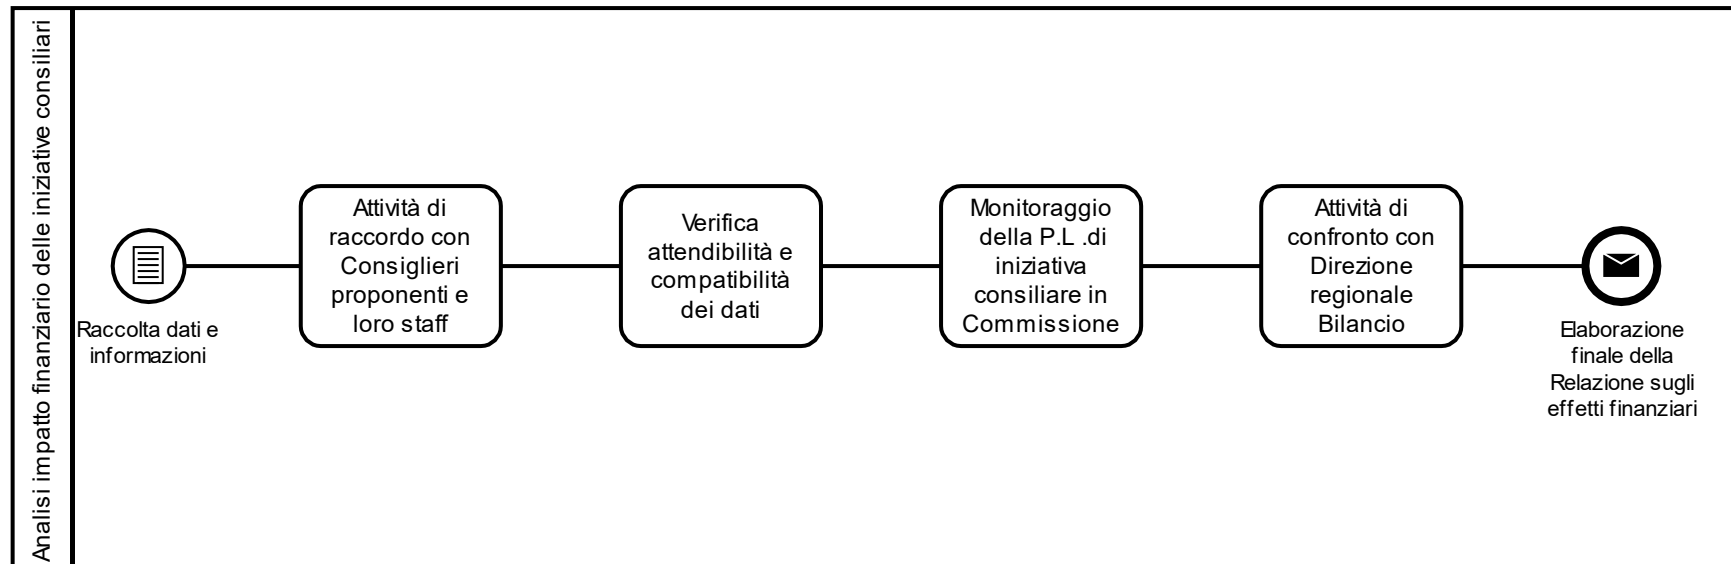 Analisi impatto finanziario delle iniziative consiliari
Raccolta dati e
informazioni
Attività di
raccordo con
Consiglieri
proponenti e
loro staff
Verifica
attendibilità e
compatibilità
dei dati
Monitoraggio
della P.L .di
iniziativa
consiliare in
Commissione
Attività di
confronto con
Direzione
regionale
Bilancio
Elaborazione
finale della
Relazione sugli
effetti finanziari